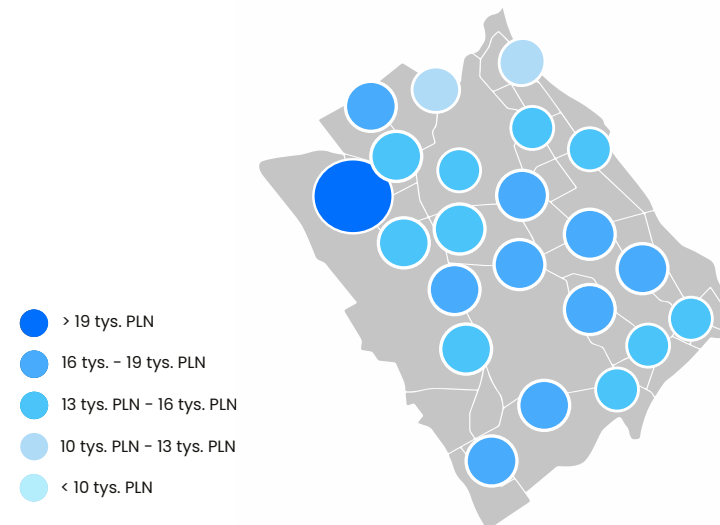 > 19 tys. PLN
16 tys. - 19 tys. PLN
13 tys. PLN - 16 tys. PLN
10 tys. PLN - 13 tys. PLN
< 10 tys. PLN